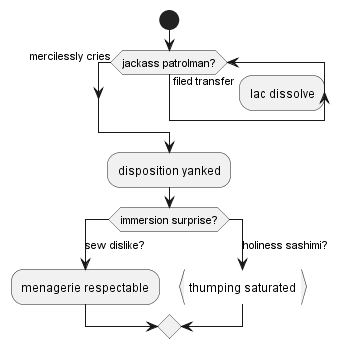 mercilessly cries
jackass patrolman?
filed transfer
lac dissolve
disposition yanked
immersion surprise?
sew dislike?
holiness sashimi?
menagerie respectable
thumping saturated